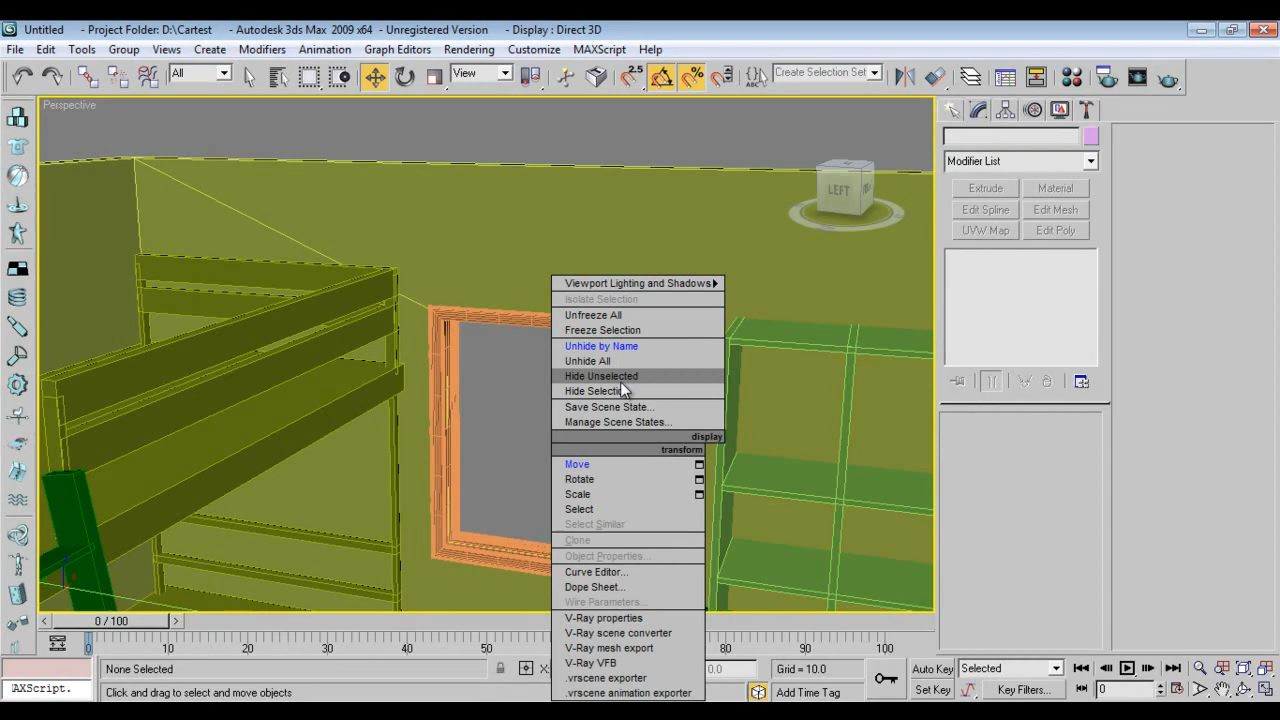 Untitled - Project Folder: D:\Cartest - Autodesk 3ds Max 2009 x64 - Unregistered Version - Display : Direct 3D
File Edit Tools Group Views Create Modifiers Animation Graph Editors Rendering Customize MAXScript Help
All
View
2.5
%
ABC
Create Selection Set
Perspective
LEFT
Modifier List
Extrude Material
Edit Spline Edit Mesh
UVW Map Edit Poly
Viewport Lighting and Shadows
Isolate Selection
Unfreeze All
Freeze Selection
Unhide by Name
Unhide All
Hide Unselected
Hide Selection
Save Scene State...
Manage Scene States...
display
transform
Move
Rotate
Scale
Select
Select Similar
Clone
Object Properties...
Curve Editor...
Dope Sheet...
Wire Parameters...
V-Ray properties
V-Ray scene converter
V-Ray mesh export
V-Ray VFB
.vrscene exporter
.vrscene animation exporter
0 / 100
0 10 20 30 40 50 80 90 100
None Selected X: 0.0 Grid = 10.0 Auto Key Selected
AXScript. Click and drag to select and move objects Add Time Tag Set Key Key Filters... 0